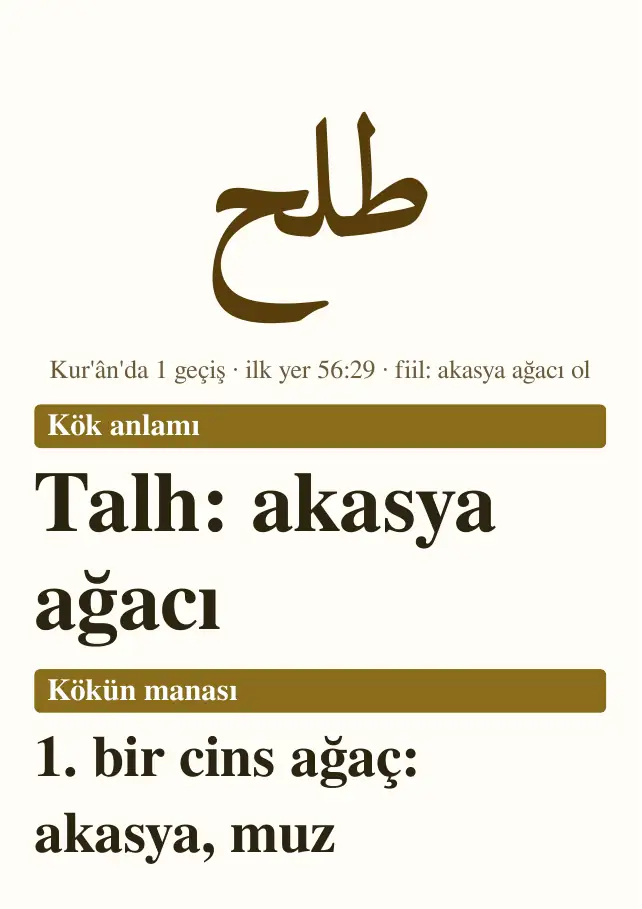 طلح
Kur'ân'da 1 geçiş · ilk yer 56:29 · fiil: akasya ağacı ol
Kök anlamı
Talh: akasya
ağacı
Kökün manası
1. bir cins ağaç:
akasya, muz